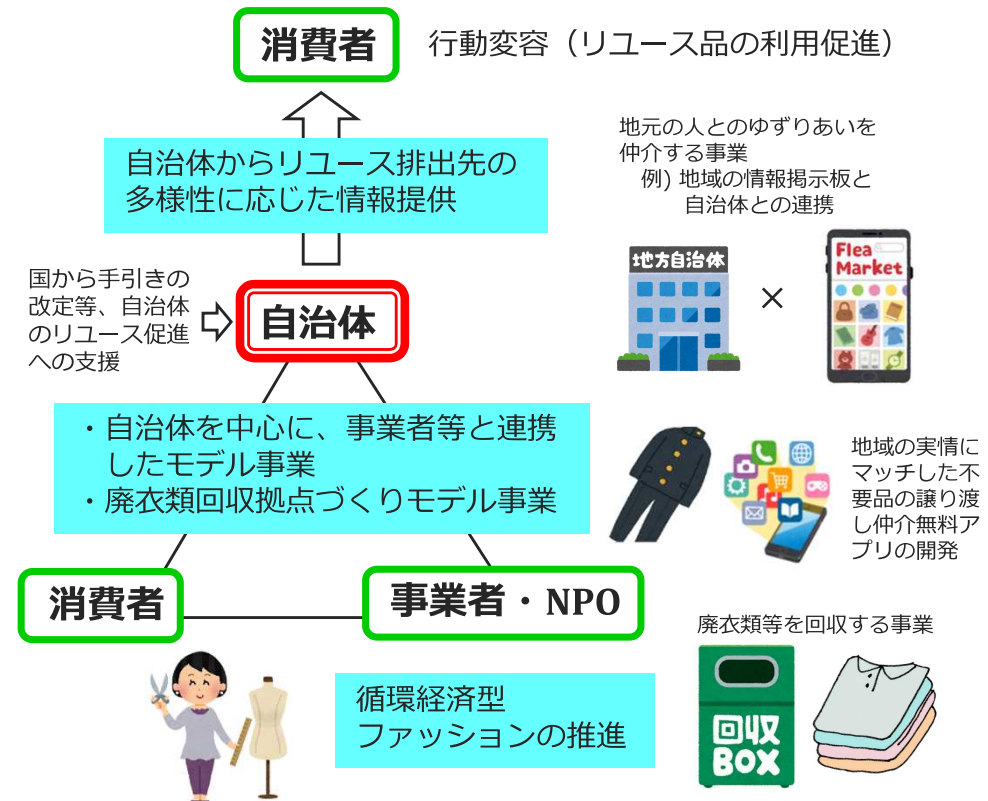 消費者
行動変容（リユース品の利用促進）
自治体からリユース排出先の
多様性に応じた情報提供
地元の人とのゆずりあいを
仲介する事業
例) 地域の情報掲示板と
自治体との連携
国から手引きの
改定等、自治体
のリユース促進
への支援
自治体
地方自治体
×
Flea
Market
・自治体を中心に、事業者等と連携
したモデル事業
・廃衣類回収拠点づくりモデル事業
地域の実情に
マッチした不
要品の譲り渡
し仲介無料ア
プリの開発
消費者
事業者・NPO
循環経済型
ファッションの推進
廃衣類等を回収する事業
回収
BOX